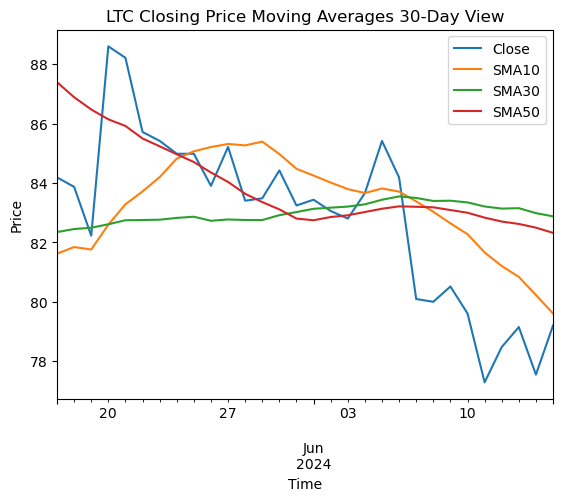 LTC Closing Price Moving Averages 30-Day View
Close
SMA10
SMA30
SMA50
Price
88
86
84
82
80
78
20 27 03 10
Jun
2024
Time